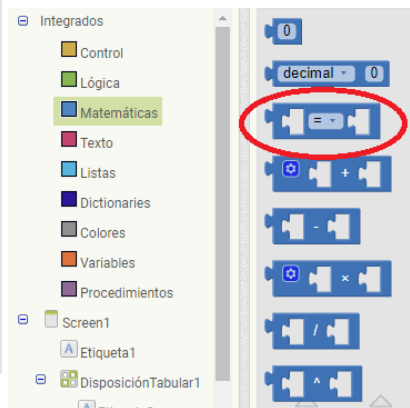 Integrados
Control
Lógica
Matemáticas
Texto
Listas
Dictionaries
Colores
Variables
Procedimientos
Screen1
A Etiqueta1
DisposiciónTabular1
A
0
decimal 0
=
+
-
×
/
^